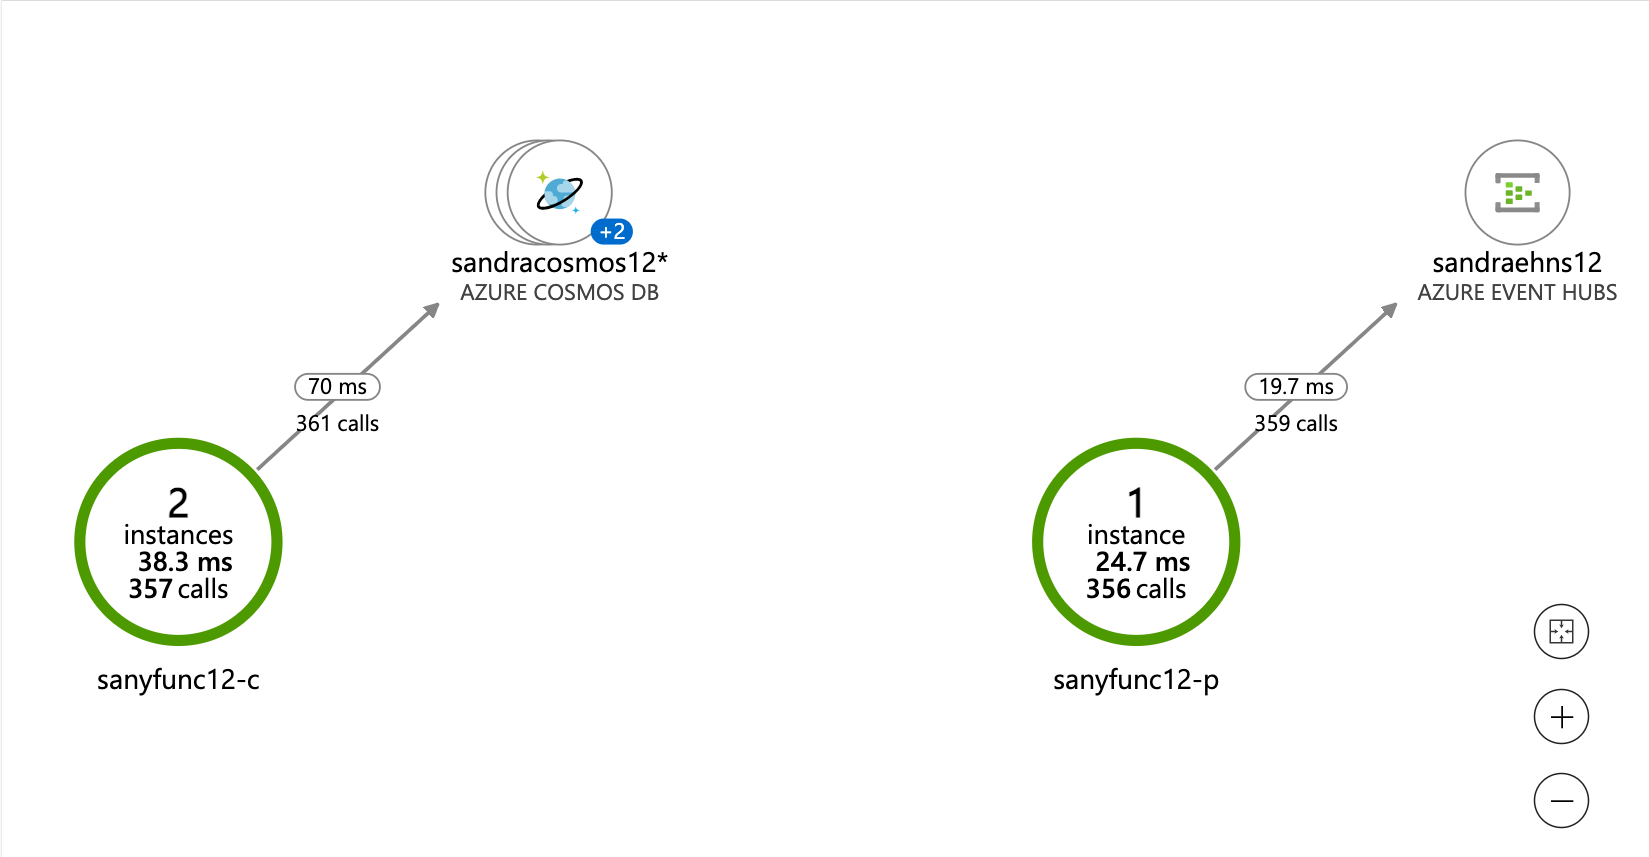 +2
sandracosmos12*
AZURE COSMOS DB
70 ms
361 calls
2
instances
38.3 ms
357 calls
sanyfunc12-c
sandraehns12
AZURE EVENT HUBS
19.7 ms
359 calls
1
instance
24.7 ms
356 calls
sanyfunc12-p